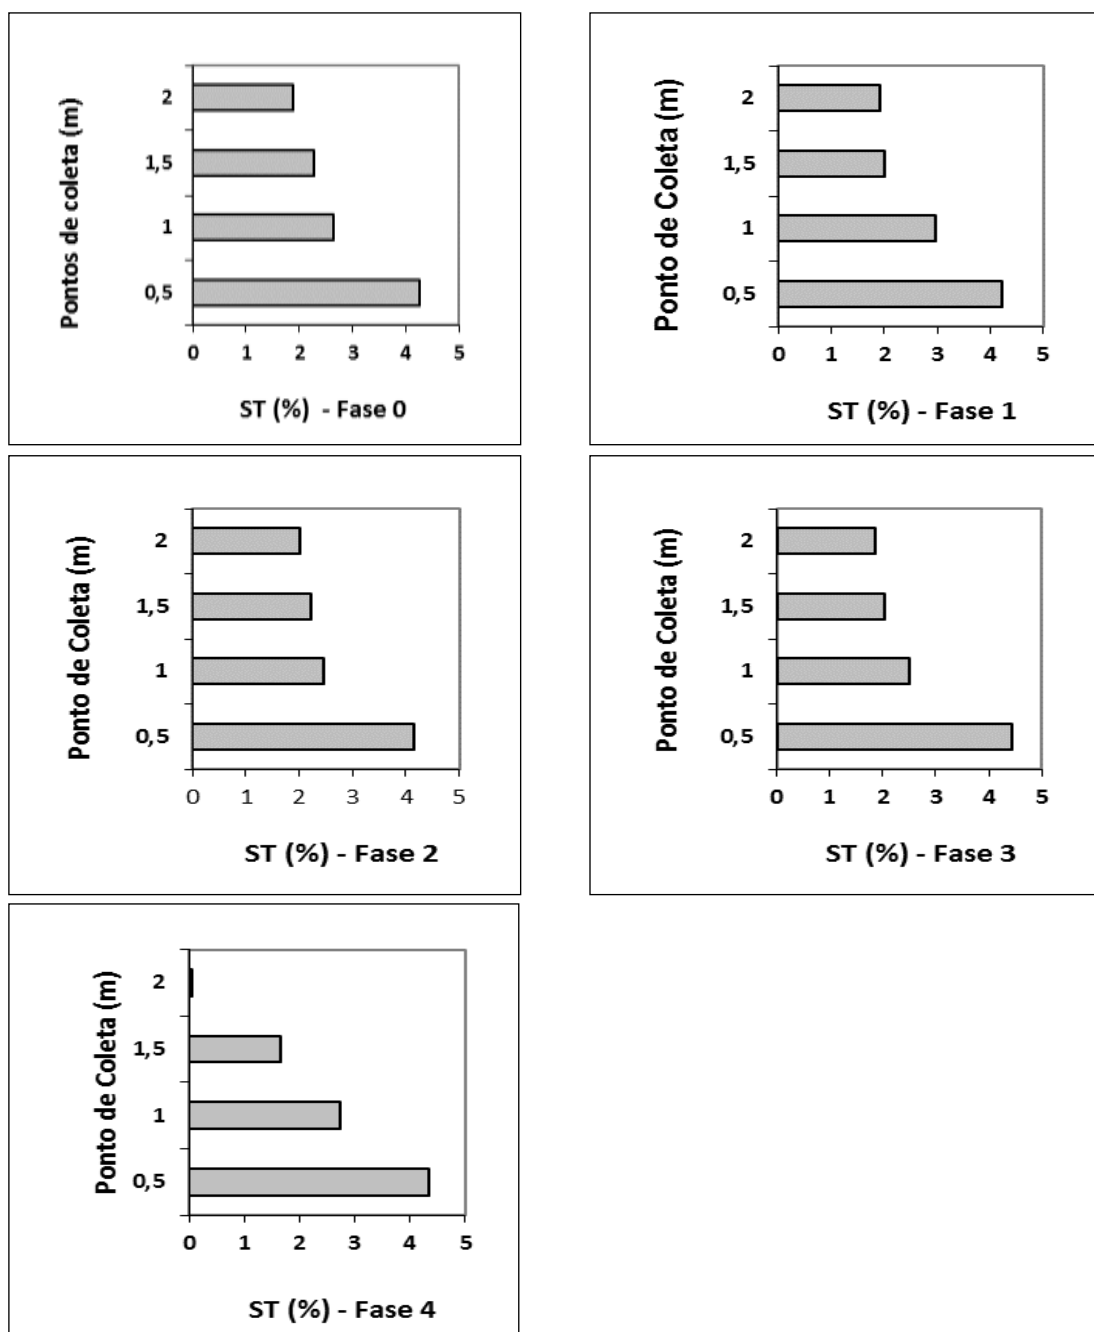 Pontos de coleta (m)
2
1,5
1
0,5
0 1 2 3 4 5
ST (%) - Fase 0
Ponto de Coleta (m)
2
1,5
1
0,5
0 1 2 3 4 5
ST (%) - Fase 1
Ponto de Coleta (m)
2
1,5
1
0,5
0 1 2 3 4 5
ST (%) - Fase 2
Ponto de Coleta (m)
2
1,5
1
0,5
0 1 2 3 4 5
ST (%) - Fase 3
Ponto de Coleta (m)
2
1,5
1
0,5
0 1 2 3 4 5
ST (%) - Fase 4